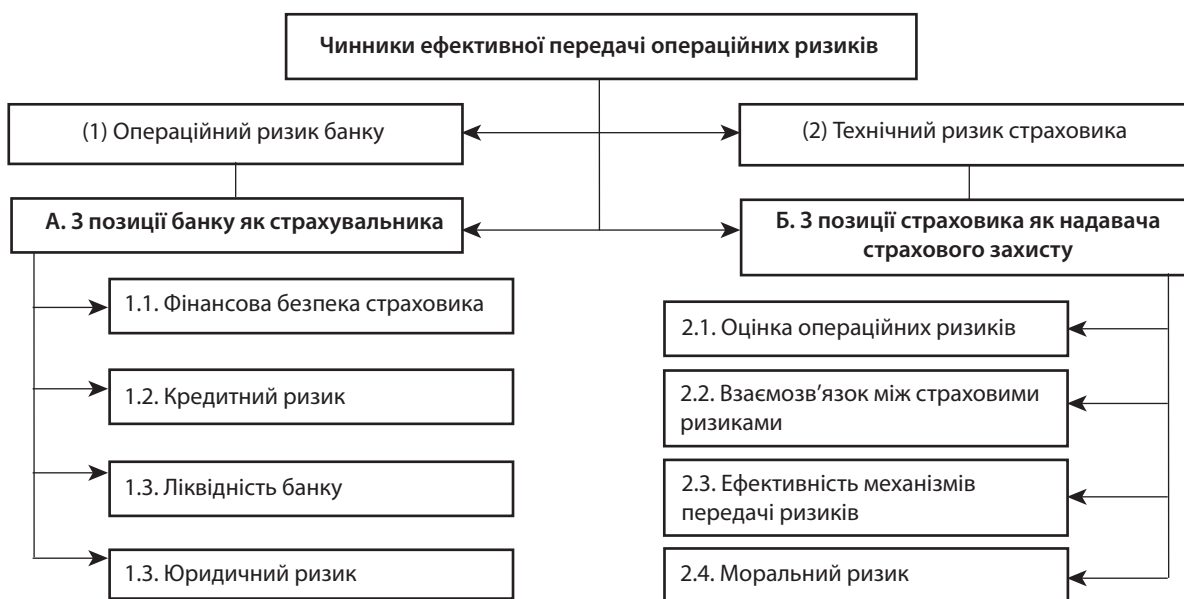 Чинники ефективної передачі операційних ризиків
(1) Операційний ризик банку
(2) Технічний ризик страховика
А. З позиції банку як страхувальника
Б. З позиції страховика як надавача
страхового захисту
1.1. Фінансова безпека страховика
1.2. Кредитний ризик
1.3. Ліквідність банку
1.3. Юридичний ризик
2.1. Оцінка операційних ризиків
2.2. Взаємозв'язок між страховими
ризиками
2.3. Ефективність механізмів
передачі ризиків
2.4. Моральний ризик